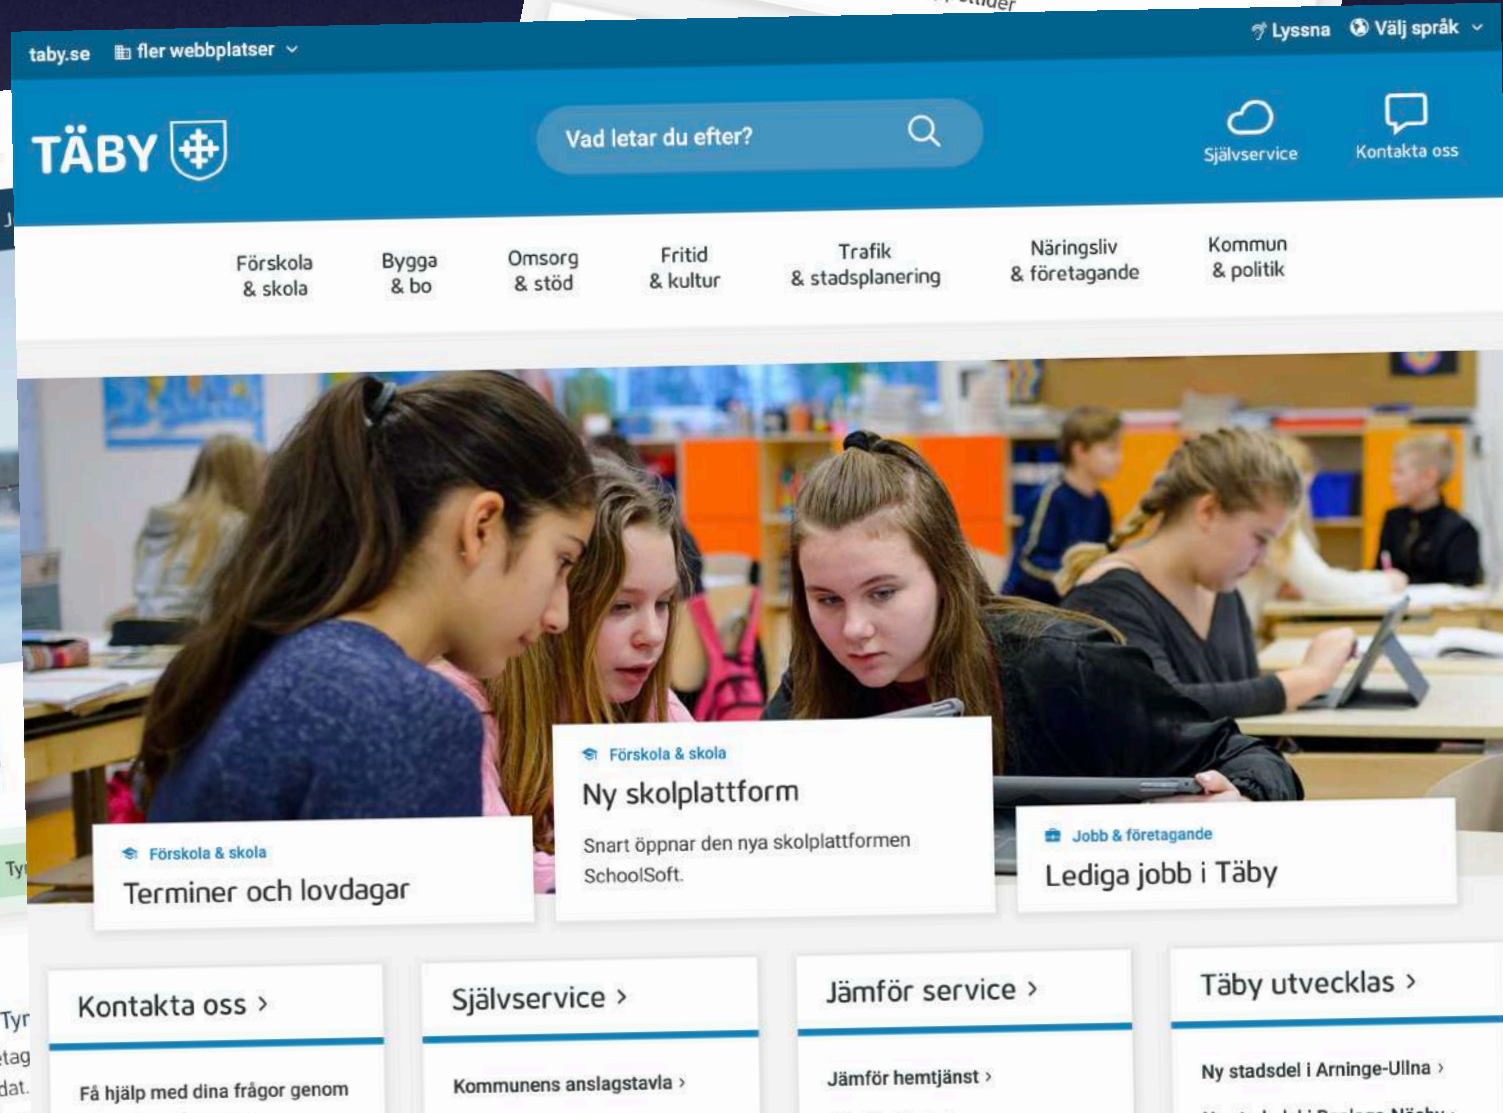 taby.se fler webbplatser
Lyssna Välj språk
TÄBY
Vad letar du efter?
Självservice
Kontakta oss
Förskola
& skola
Bygga
& bo
Omsorg
& stöd
Fritid
& kultur
Trafik
& stadsplanering
Näringsliv
& företagande
Kommun
& politik
Förskola & skola
Terminer och lovdagar
Förskola & skola
Ny skolplattform
Snart öppnar den nya skolplattformen
SchoolSoft.
Jobb & företagande
Lediga jobb i Täby
Kontakta oss >
Få hjälp med dina frågor genom
Självservice >
Kommunens anslagstavla >
Jämför service >
Jämför hemtjänst >
Täby utvecklas >
Ny stadsdel i Arninge-Ullna >